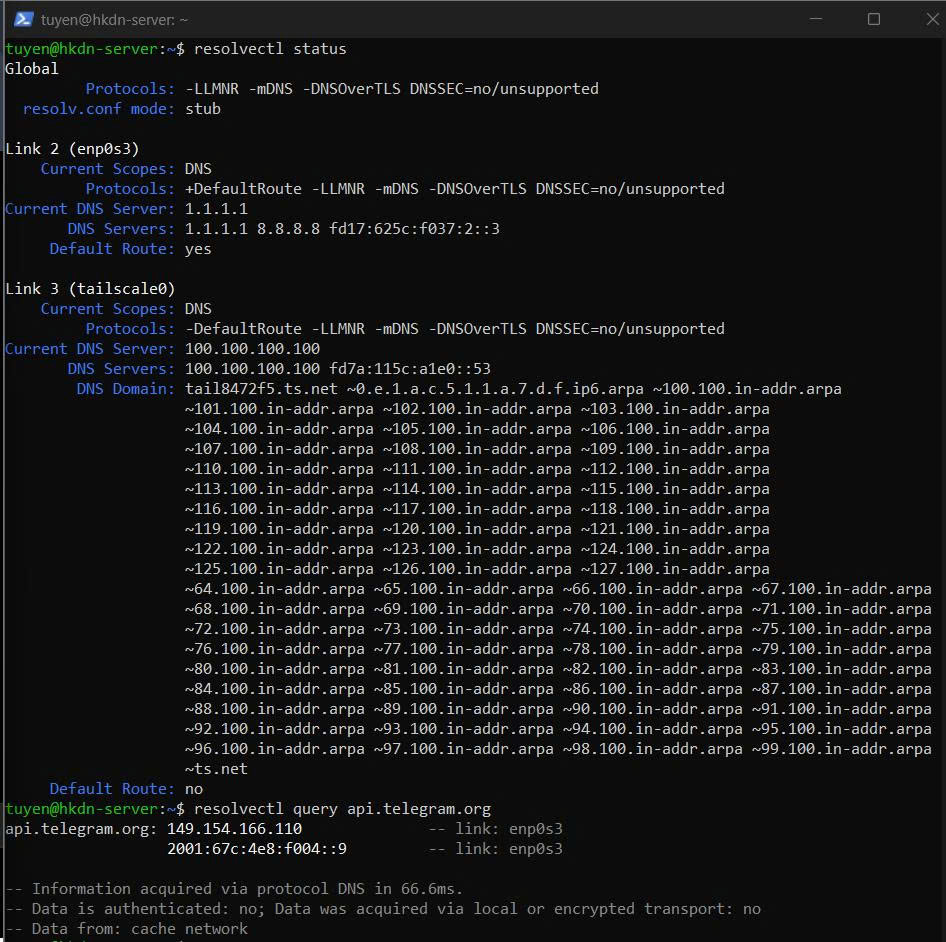 tuyen@hkdn-server: ~
tuyen@hkdn-server:~$ resolvectl status
Global
Protocols: -LLMNR -mDNS -DNSOverTLS DNSSEC=no/unsupported
resolv.conf mode: stub
Link 2 (enp0s3)
Current Scopes: DNS
Protocols: +DefaultRoute -LLMNR -mDNS -DNSOverTLS DNSSEC=no/unsupported
Current DNS Server: 1.1.1.1
DNS Servers: 1.1.1.1 8.8.8.8 fd17:625c:f037:2::3
Default Route: yes
Link 3 (tailscale0)
Current Scopes: DNS
Protocols: -DefaultRoute -LLMNR -mDNS -DNSOverTLS DNSSEC=no/unsupported
Current DNS Server: 100.100.100.100
DNS Servers: 100.100.100.100 fd7a:115c:a1e0::53
DNS Domain: tail8472f5.ts.net ~0.e.1.a.c.5.1.1.a.7.d.f.ip6.arpa ~100.100.in-addr.arpa
~101.100.in-addr.arpa ~102.100.in-addr.arpa ~103.100.in-addr.arpa
~104.100.in-addr.arpa ~105.100.in-addr.arpa ~106.100.in-addr.arpa
~107.100.in-addr.arpa ~108.100.in-addr.arpa ~109.100.in-addr.arpa
~110.100.in-addr.arpa ~111.100.in-addr.arpa ~112.100.in-addr.arpa
~113.100.in-addr.arpa ~114.100.in-addr.arpa ~115.100.in-addr.arpa
~116.100.in-addr.arpa ~117.100.in-addr.arpa ~118.100.in-addr.arpa
~119.100.in-addr.arpa ~120.100.in-addr.arpa ~121.100.in-addr.arpa
~122.100.in-addr.arpa ~123.100.in-addr.arpa ~124.100.in-addr.arpa
~125.100.in-addr.arpa ~126.100.in-addr.arpa ~127.100.in-addr.arpa
~64.100.in-addr.arpa ~65.100.in-addr.arpa ~66.100.in-addr.arpa ~67.100.in-addr.arpa
~68.100.in-addr.arpa ~69.100.in-addr.arpa ~70.100.in-addr.arpa ~71.100.in-addr.arpa
~72.100.in-addr.arpa ~73.100.in-addr.arpa ~74.100.in-addr.arpa ~75.100.in-addr.arpa
~76.100.in-addr.arpa ~77.100.in-addr.arpa ~78.100.in-addr.arpa ~79.100.in-addr.arpa
~80.100.in-addr.arpa ~81.100.in-addr.arpa ~82.100.in-addr.arpa ~83.100.in-addr.arpa
~84.100.in-addr.arpa ~85.100.in-addr.arpa ~86.100.in-addr.arpa ~87.100.in-addr.arpa
~88.100.in-addr.arpa ~89.100.in-addr.arpa ~90.100.in-addr.arpa ~91.100.in-addr.arpa
~92.100.in-addr.arpa ~93.100.in-addr.arpa ~94.100.in-addr.arpa ~95.100.in-addr.arpa
~96.100.in-addr.arpa ~97.100.in-addr.arpa ~98.100.in-addr.arpa ~99.100.in-addr.arpa
~ts.net
Default Route: no
tuyen@hkdn-server:~$ resolvectl query api.telegram.org
api.telegram.org: 149.154.166.110 -- link: enp0s3
2001:67c:4e8:f004::9 -- link: enp0s3
-- Information acquired via protocol DNS in 66.6ms.
-- Data is authenticated: no; Data was acquired via local or encrypted transport: no
-- Data from: cache network